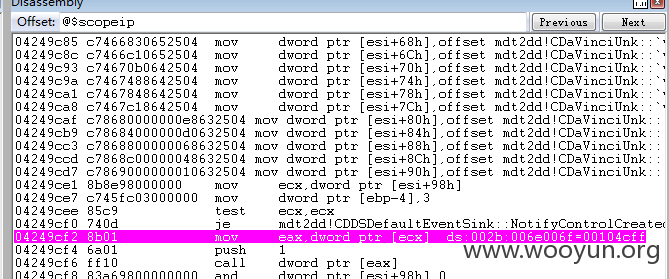 Disassembly
Offset: @$scopeip Previous Next
04249c85 c7466830652504 mov dword ptr [esi+68h],offset mdt2dd!CDaVinciUnk::`v
04249c8c c7466c10652504 mov dword ptr [esi+6Ch],offset mdt2dd!CDaVinciUnk::`v
04249c93 c74670b0642504 mov dword ptr [esi+70h],offset mdt2dd!CDaVinciUnk::`v
04249c9a c7467488642504 mov dword ptr [esi+74h],offset mdt2dd!CDaVinciUnk::`v
04249ca1 c7467848642504 mov dword ptr [esi+78h],offset mdt2dd!CDaVinciUnk::`v
04249ca8 c7467c18642504 mov dword ptr [esi+7Ch],offset mdt2dd!CDaVinciUnk::`v
04249caf c78680000000e8632504 mov dword ptr [esi+80h],offset mdt2dd!CDaVinciUnk::
04249cb9 c78684000000d0632504 mov dword ptr [esi+84h],offset mdt2dd!CDaVinciUnk::
04249cc3 c7868800000068632504 mov dword ptr [esi+88h],offset mdt2dd!CDaVinciUnk::
04249ccd c7868c00000048632504 mov dword ptr [esi+8Ch],offset mdt2dd!CDaVinciUnk::
04249cd7 c7869000000010632504 mov dword ptr [esi+90h],offset mdt2dd!CDaVinciUnk::
04249ce1 8b8e98000000 mov ecx,dword ptr [esi+98h]
04249ce7 c745fc03000000 mov dword ptr [ebp-4],3
04249cee 85c9 test ecx,ecx
04249cf0 740d je mdt2dd!CDDSDefaultEventSink::NotifyControlCreated
04249cf2 8b01 mov eax,dword ptr [ecx] ds:002b:006e006f=00104cff
04249cf4 6a01 push 1
04249cf6 ff10 call dword ptr [eax]
04249cf8 83a69800000000 and dword ptr [esi+98h],0
www.wooyun.org